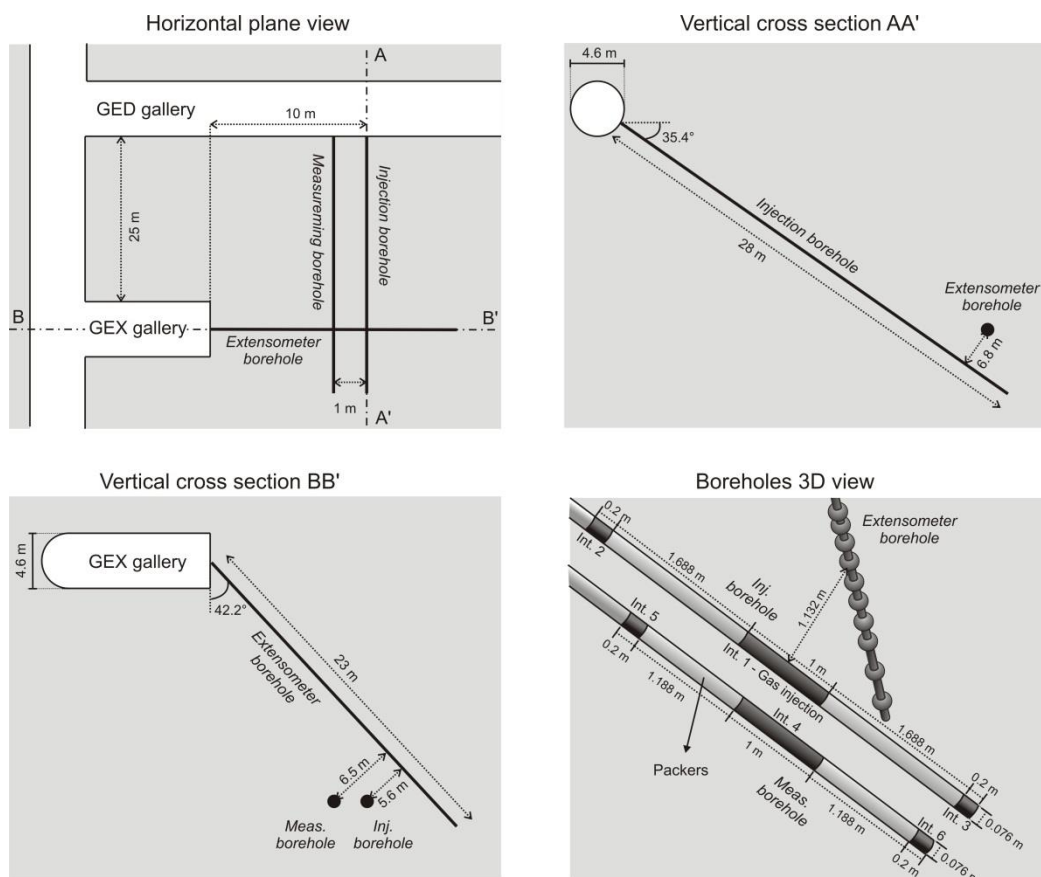 Horizontal plane view
A
GED gallery
10 m
25 m
Measureming borehole
Injection borehole
B
GEX gallery
B'
Extensometer
borehole
1 m
A'
Vertical cross section AA'
4.6 m
35.4°
Injection borehole
28 m
Extensometer
borehole
6.8 m
Vertical cross section BB'
4.6 m
GEX gallery
42.2°
Extensometer
borehole
23 m
6.5 m
5.6 m
Meas.
borehole
Inj.
borehole
Boreholes 3D view
0.2 m
Int. 2
Extensometer
borehole
1.688 m
Inj.
borehole
1.132 m
Int. 5
0.2 m
Int. 1 - Gas injection
1 m
1.188 m
Int. 4
1.688 m
Packers
1 m
Meas.
borehole
0.2 m
Int. 3
0.076 m
1.188 m
Int. 6
0.2 m
0.076 m